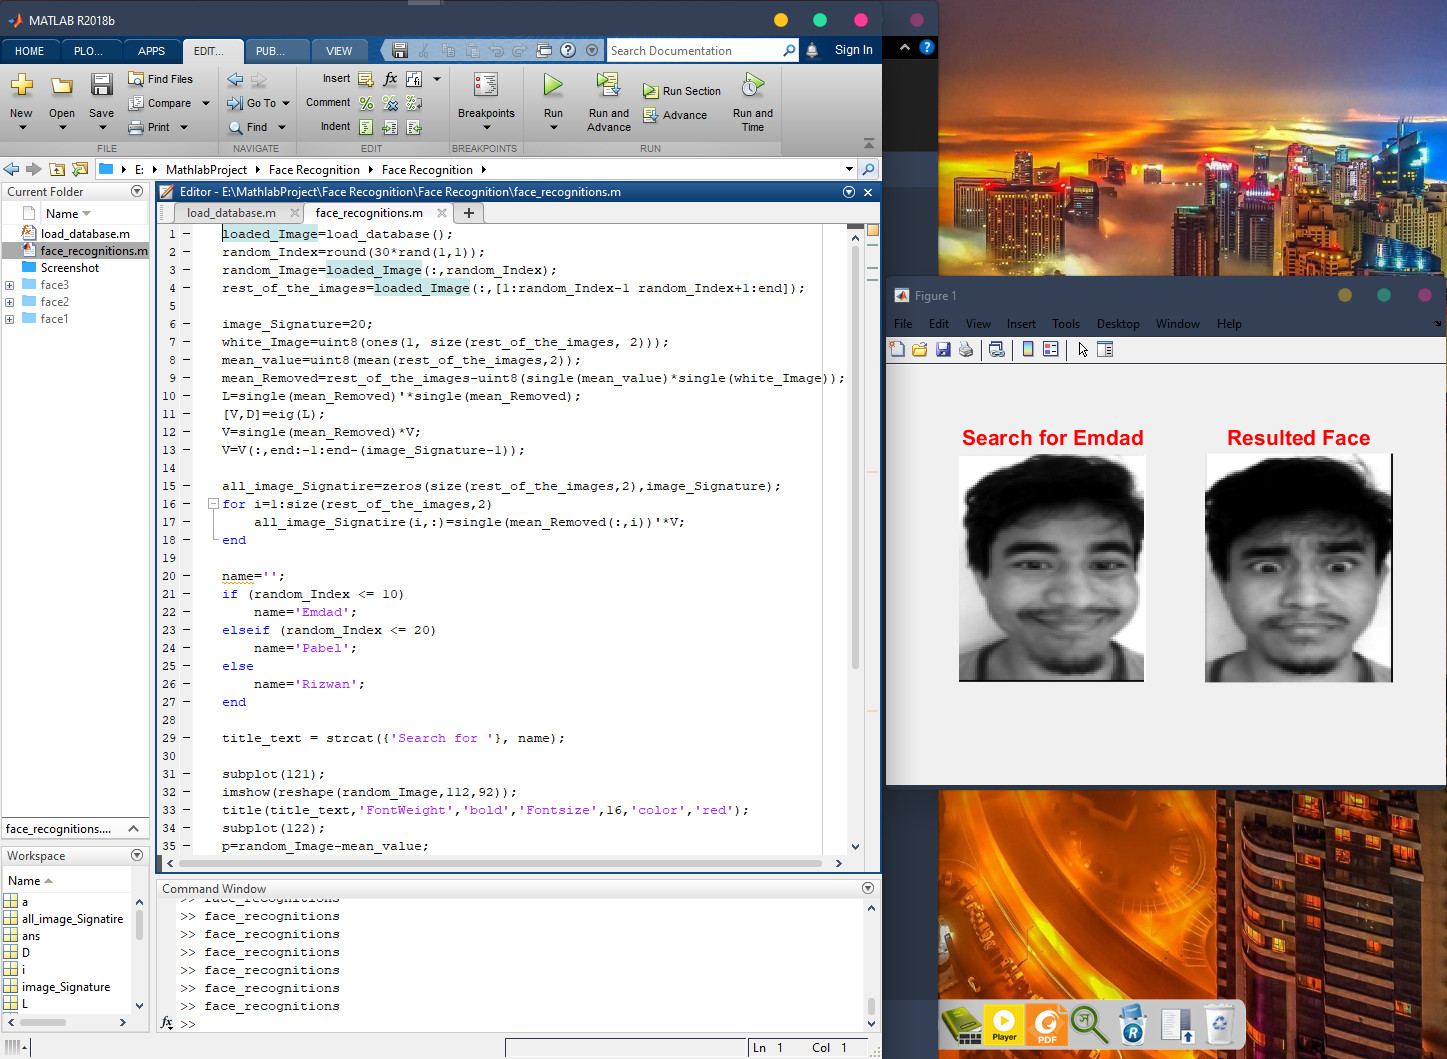 MATLAB R2018b
HOME PLO... APPS EDIT... PUB... VIEW Search Documentation Sign In
New Open Save Find Files Compare Print
Go To Find
Insert fx Comment Indent
Breakpoints
Run Run and Advance Run Section Advance Run and Time
FILE NAVIGATE EDIT BREAKPOINTS RUN
E: MathlabProject Face Recognition Face Recognition
Current Folder
Name
load_database.m
face_recognitions.m
Screenshot
face3
face2
face1
face_recognitions....
Workspace
Name
a
all_image_Signatire
ans
D
i
image_Signature
L
Editor - E:\MathlabProject\Face Recognition\Face Recognition\face_recognitions.m
load_database.m face_recognitions.m
1 loaded_Image=load_database();
2 random_Index=round(30*rand(1,1));
3 random_Image=loaded_Image(:,random_Index);
4 rest_of_the_images=loaded_Image(:,[1:random_Index-1 random_Index+1:end]);
5
6 image_Signature=20;
7 white_Image=uint8(ones(1, size(rest_of_the_images, 2)));
8 mean_value=uint8(mean(rest_of_the_images,2));
9 mean_Removed=rest_of_the_images-uint8(single(mean_value)*single(white_Image));
10 L=single(mean_Removed)'*single(mean_Removed);
11 [V,D]=eig(L);
12 V=single(mean_Removed)*V;
13 V=V(:,end:-1:end-(image_Signature-1));
14
15 all_image_Signatire=zeros(size(rest_of_the_images,2),image_Signature);
16 for i=1:size(rest_of_the_images,2)
17 all_image_Signatire(i,:)=single(mean_Removed(:,i))'*V;
18 end
19
20 name='';
21 if (random_Index <= 10)
22 name='Emdad';
23 elseif (random_Index <= 20)
24 name='Pabel';
25 else
26 name='Rizwan';
27 end
28
29 title_text = strcat({'Search for '}, name);
30
31 subplot(121);
32 imshow(reshape(random_Image,112,92));
33 title(title_text,'FontWeight','bold','Fontsize',16,'color','red');
34 subplot(122);
35 p=random_Image-mean_value;
Command Window
>> face_recognitions
>> face_recognitions
>> face_recognitions
>> face_recognitions
>> face_recognitions
>> face_recognitions
>> face_recognitions
fx >>
Ln 1 Col 1
Figure 1
File Edit View Insert Tools Desktop Window Help
Search for Emdad Resulted Face
Player
PDF
স
R